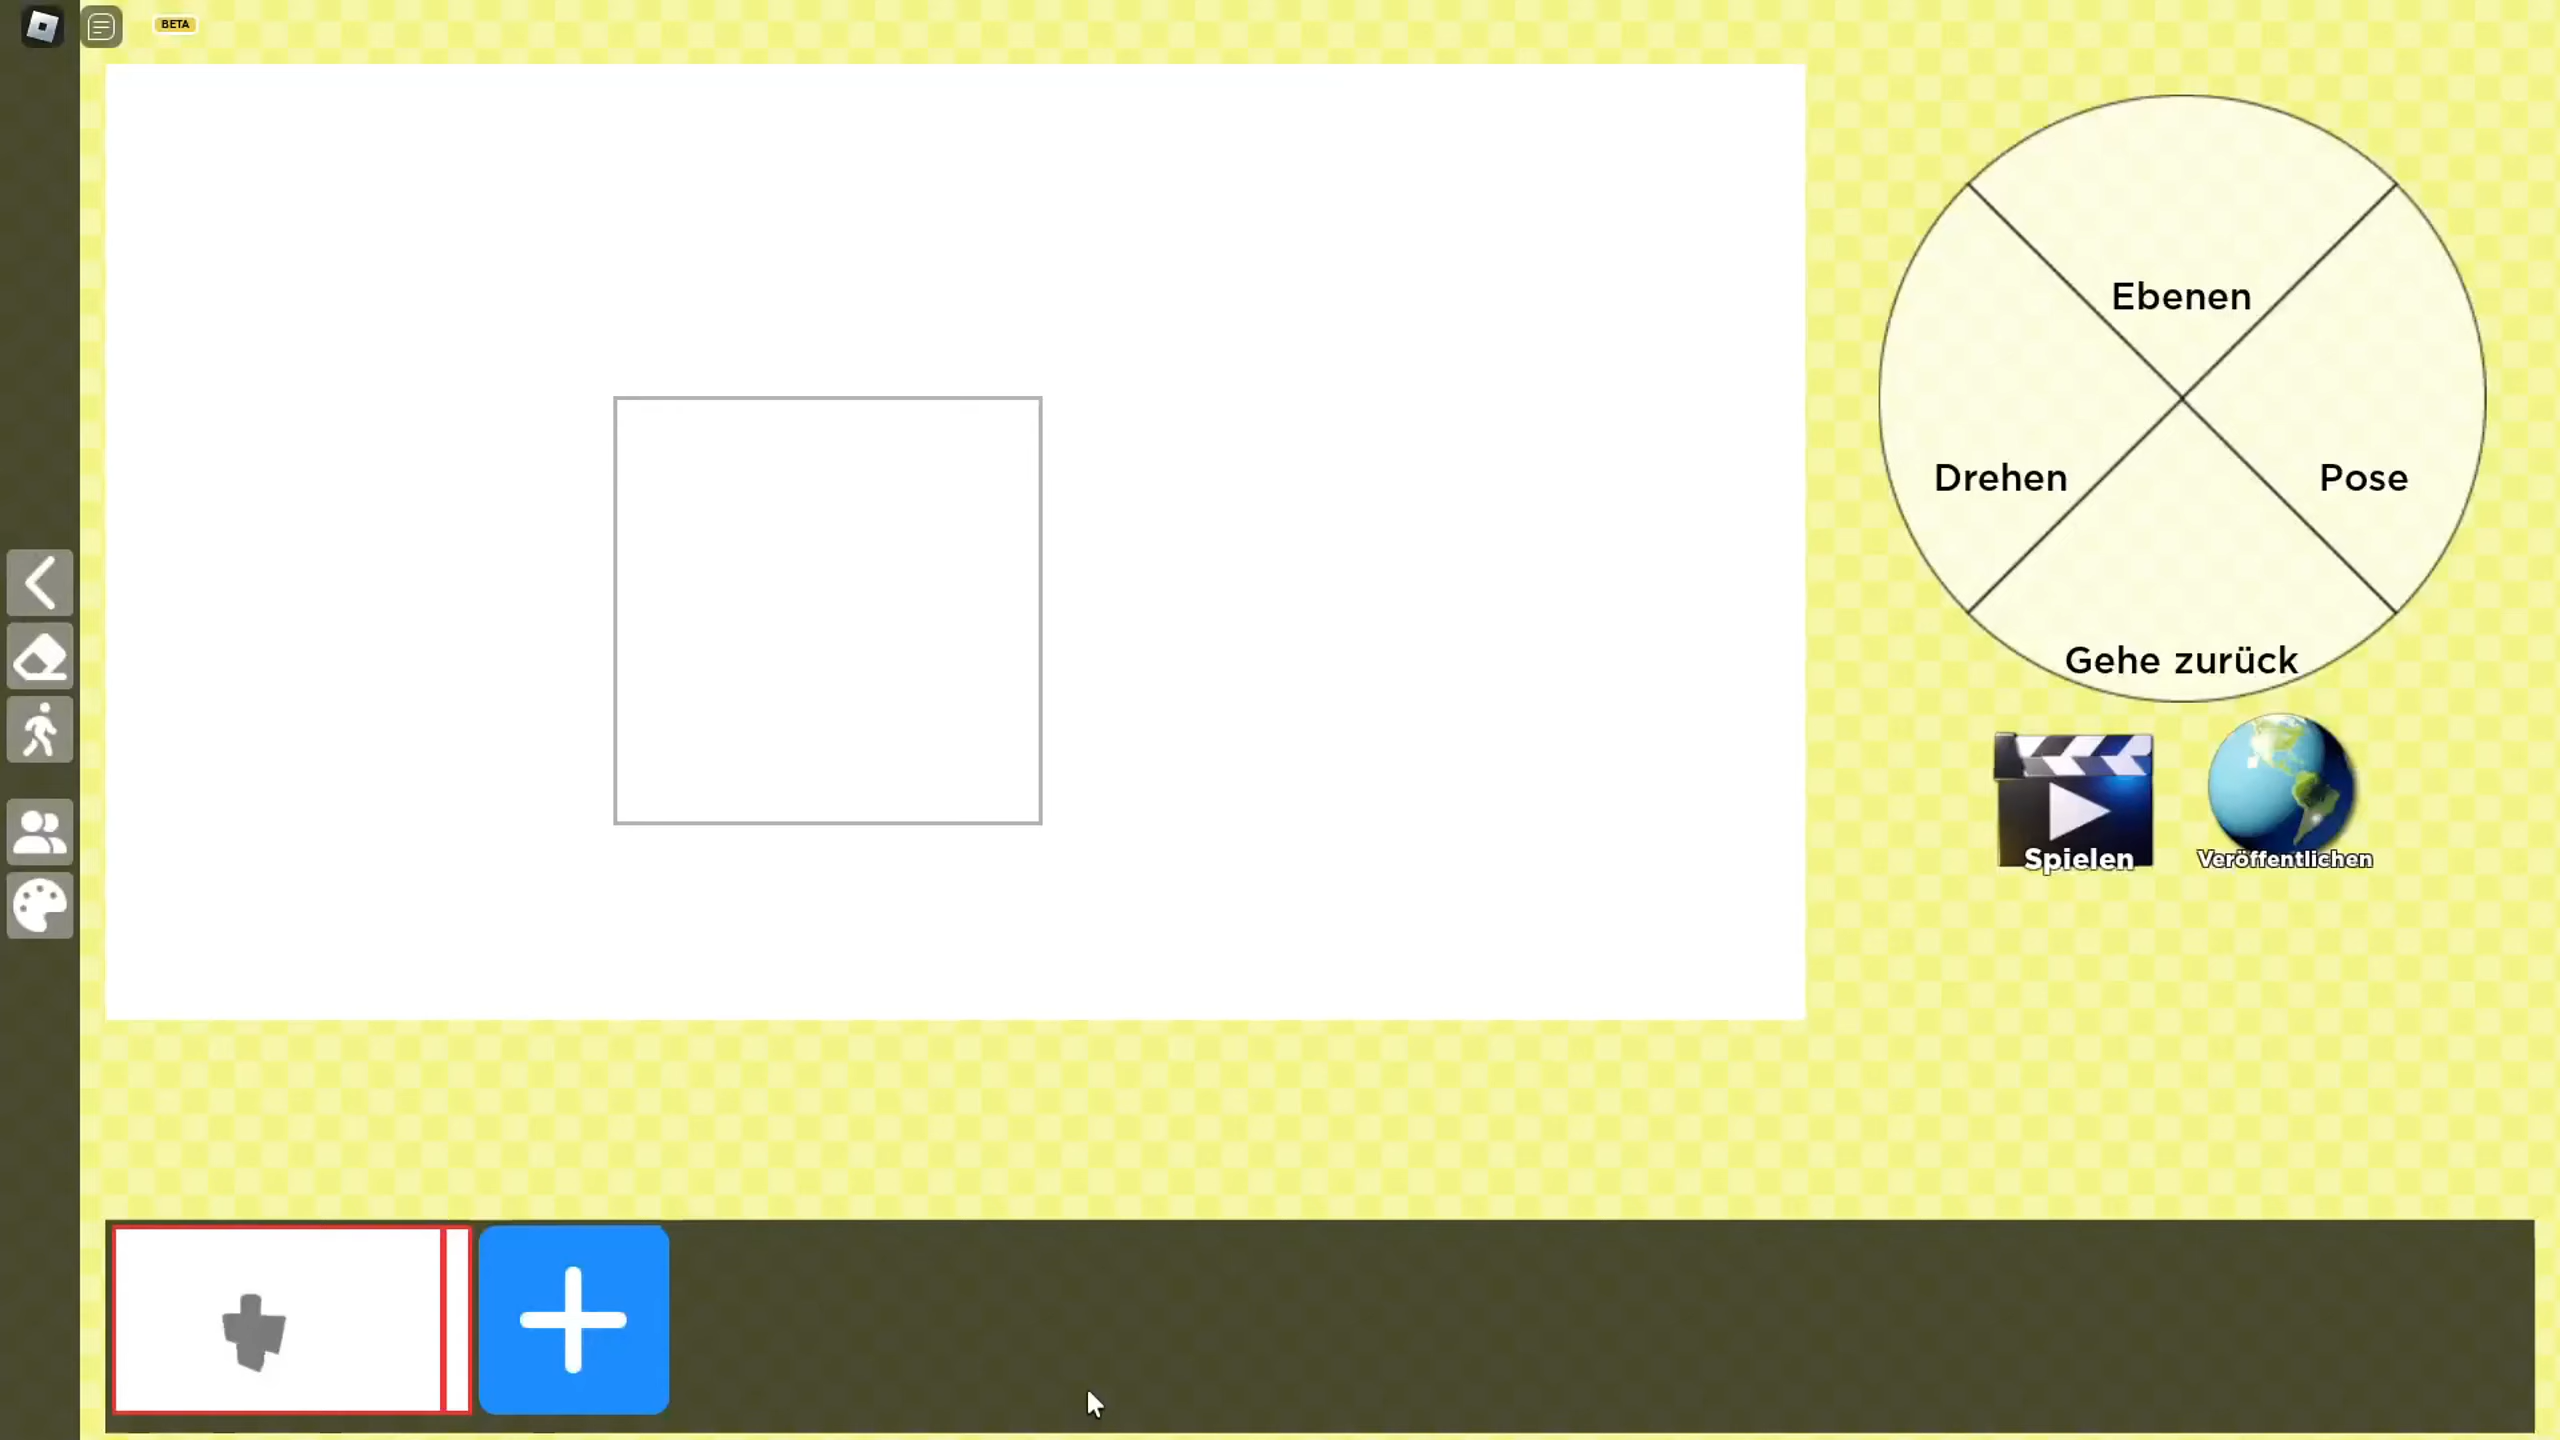 BETA
Ebenen
Drehen
Pose
Gehe zurück
Spielen
Veröffentlichen